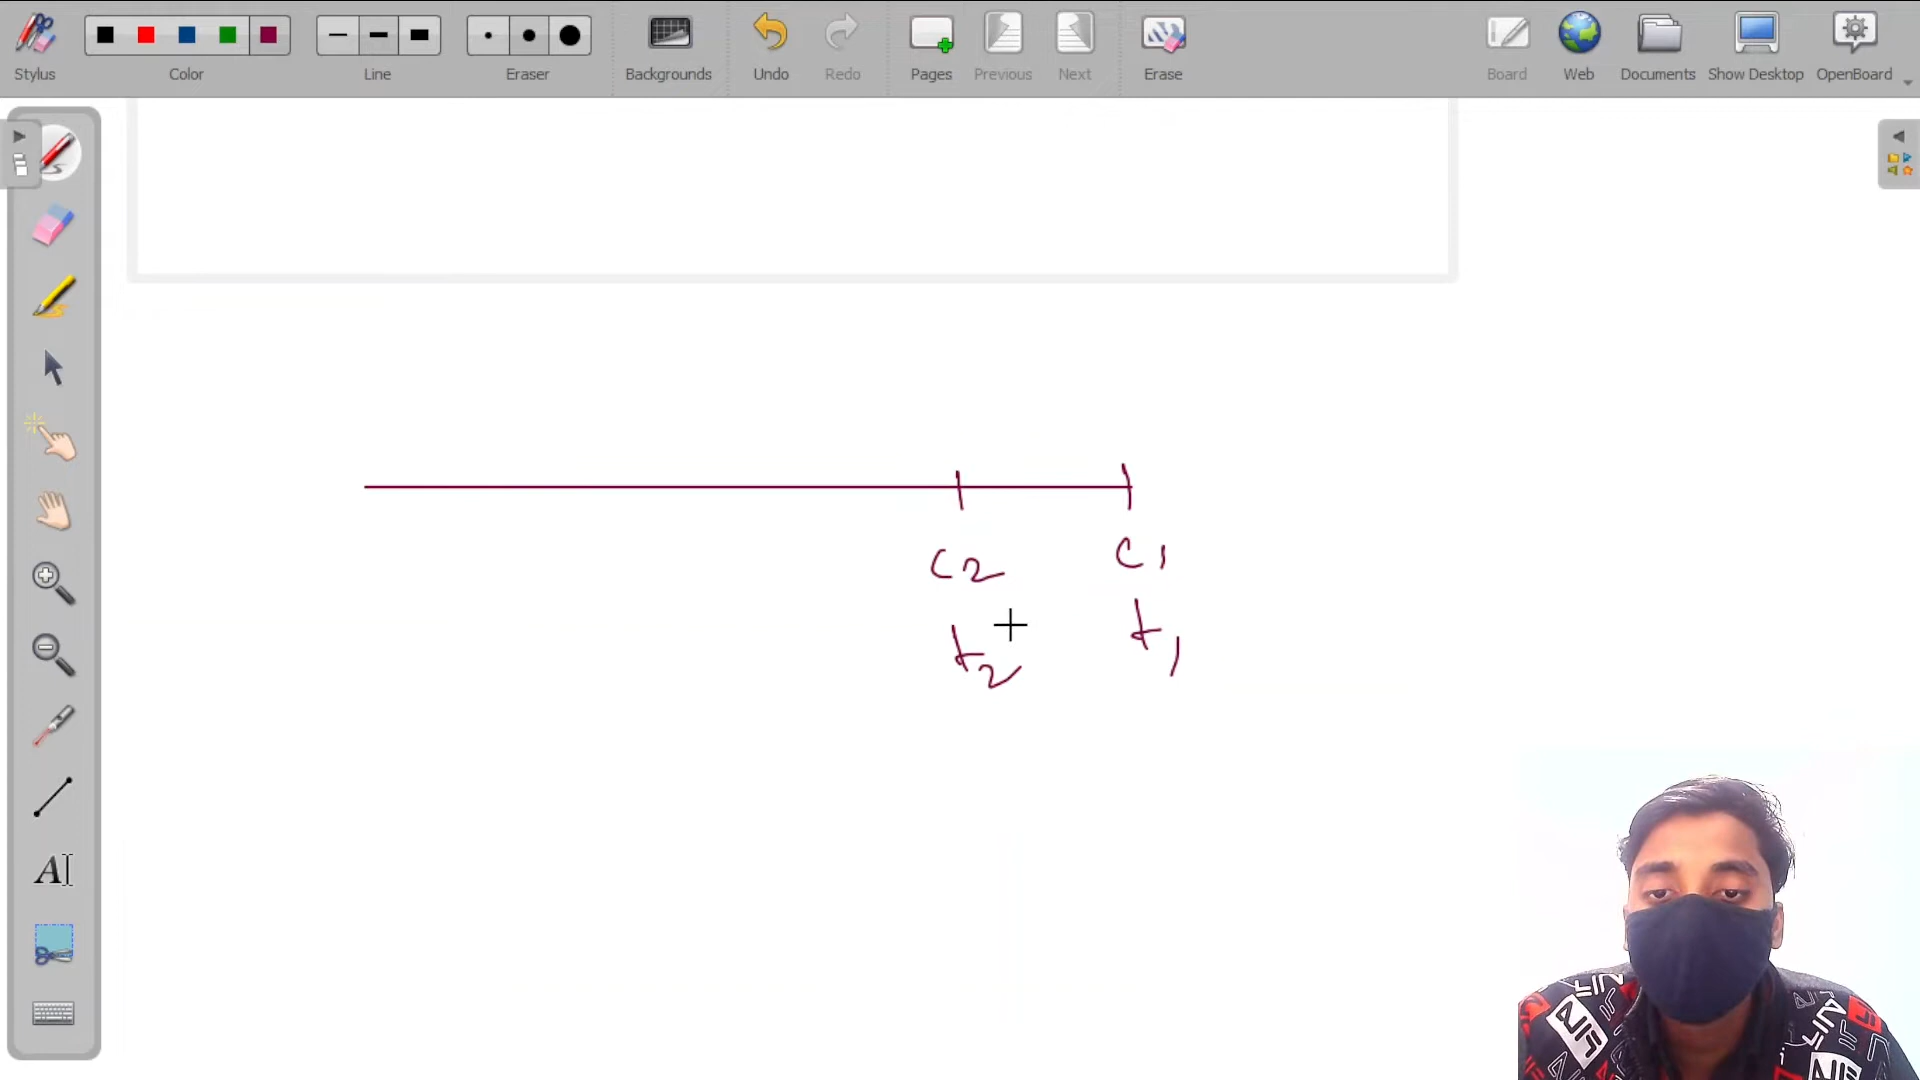 Stylus
Color
Line
Eraser
Backgrounds
Undo
Redo
Pages
Previous
Next
Erase
Board
Web
Documents
Show Desktop
OpenBoard
C2 C1
t2 t1